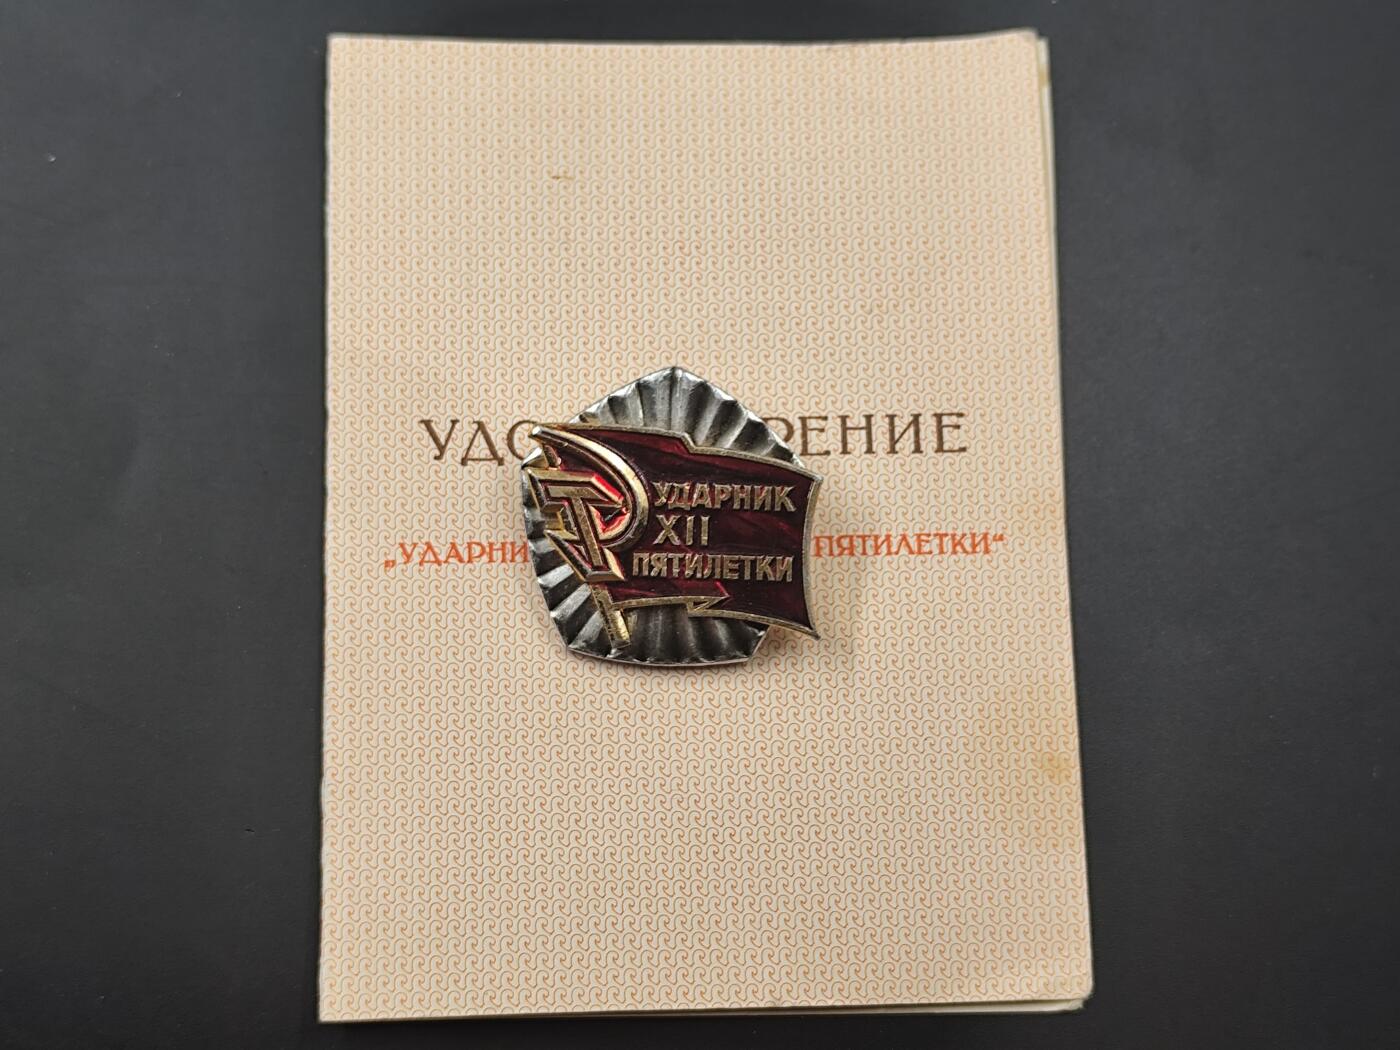 УДО РЕНИЕ
„УДАРНИ ПЯТИЛЕТКИ“
УДАРНИК
XII
ПЯТИЛЕТКИ